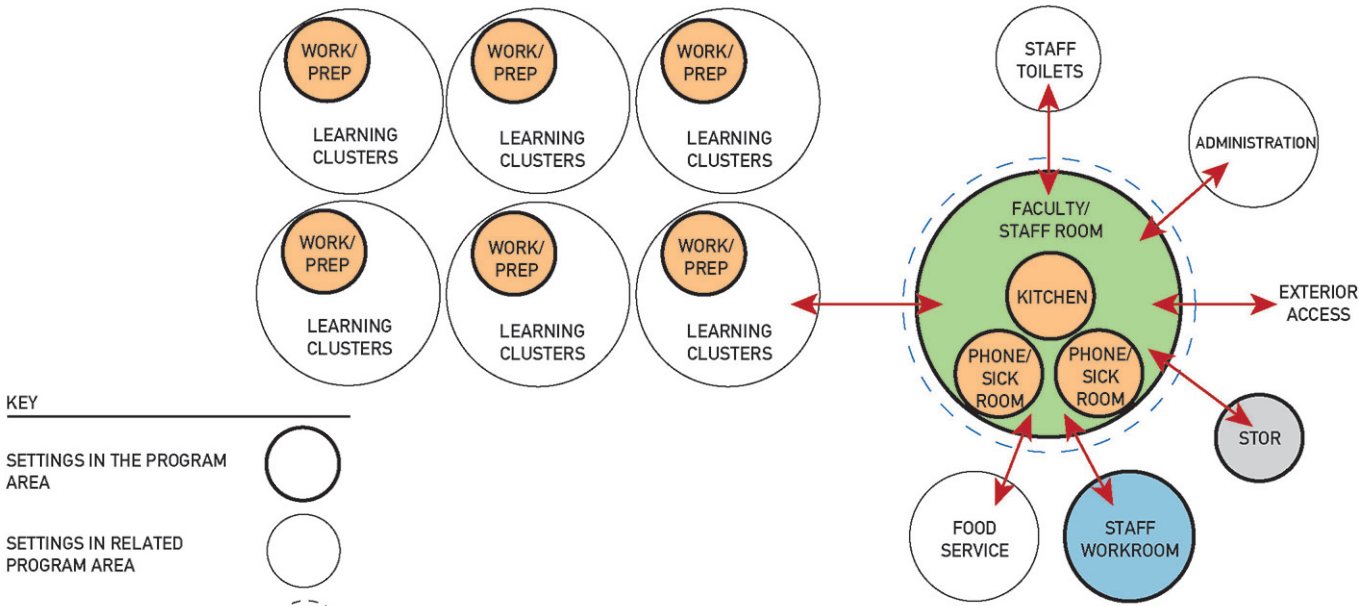 WORK/
PREP
LEARNING
CLUSTERS
WORK/
PREP
LEARNING
CLUSTERS
WORK/
PREP
LEARNING
CLUSTERS
WORK/
PREP
LEARNING
CLUSTERS
WORK/
PREP
LEARNING
CLUSTERS
WORK/
PREP
LEARNING
CLUSTERS
STAFF
TOILETS
ADMINISTRATION
FACULTY/
STAFF ROOM
KITCHEN
PHONE/
SICK
ROOM
PHONE/
SICK
ROOM
EXTERIOR
ACCESS
STOR
FOOD
SERVICE
STAFF
WORKROOM
KEY
SETTINGS IN THE PROGRAM
AREA
SETTINGS IN RELATED
PROGRAM AREA